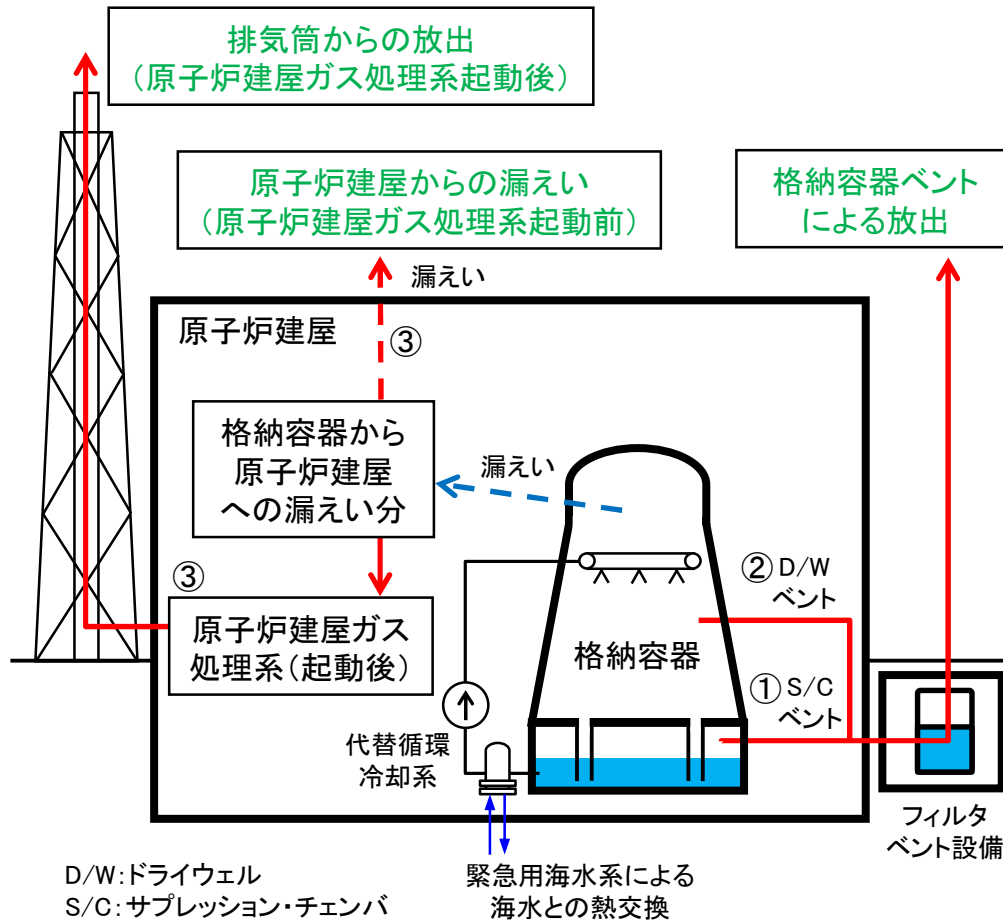 排気筒からの放出
（原子炉建屋ガス処理系起動後）
原子炉建屋からの漏えい
（原子炉建屋ガス処理系起動前）
格納容器ベント
による放出
漏えい
原子炉建屋
③
格納容器から
原子炉建屋
への漏えい分
漏えい
②D/W
ベント
③
原子炉建屋ガス
処理系（起動後）
格納容器
①S/C
ベント
代替循環
冷却系
フィルタ
ベント設備
D/W：ドライウェル
S/C：サプレッション・チェンバ
緊急用海水系による
海水との熱交換